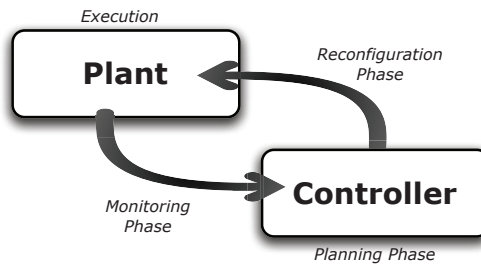 Execution
Plant
Reconfiguration
Phase
Monitoring
Phase
Controller
Planning Phase